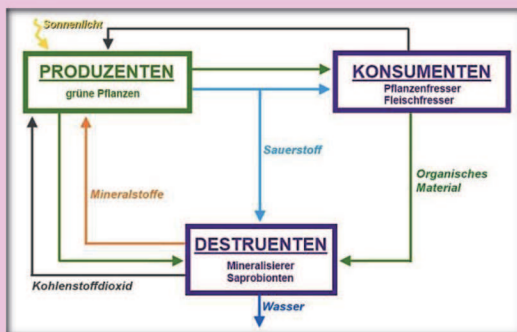 Sonnenlicht
PRODUZENTEN
grüne Pflanzen
KONSUMENTEN
Pflanzenfresser
Fleischfresser
Sauerstoff
Mineralstoffe
Organisches
Material
DESTRUENTEN
Mineralisierer
Saprobionten
Kohlenstoffdioxid
Wasser